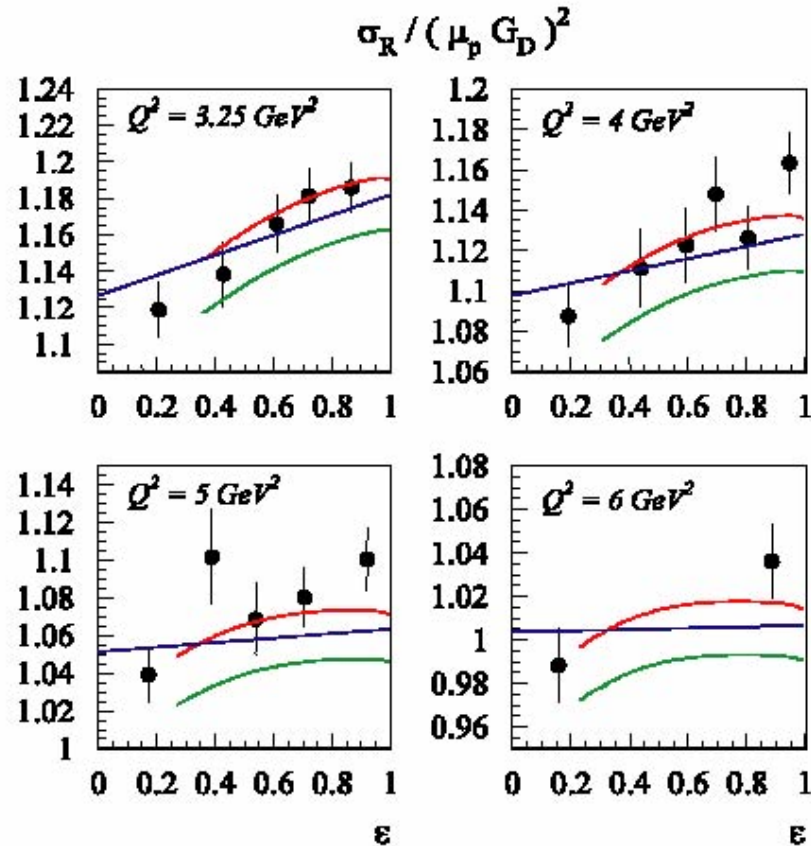 σ_R / ( μ_p G_D )²
Q² = 3.25 GeV²
1.24
1.22
1.2
1.18
1.16
1.14
1.12
1.1
0 0.2 0.4 0.6 0.8 1
Q² = 4 GeV²
1.2
1.18
1.16
1.14
1.12
1.1
1.08
1.06
0 0.2 0.4 0.6 0.8 1
Q² = 5 GeV²
1.14
1.12
1.1
1.08
1.06
1.04
1.02
1
0 0.2 0.4 0.6 0.8 1
ε
Q² = 6 GeV²
1.08
1.06
1.04
1.02
1
0.98
0.96
0 0.2 0.4 0.6 0.8 1
ε